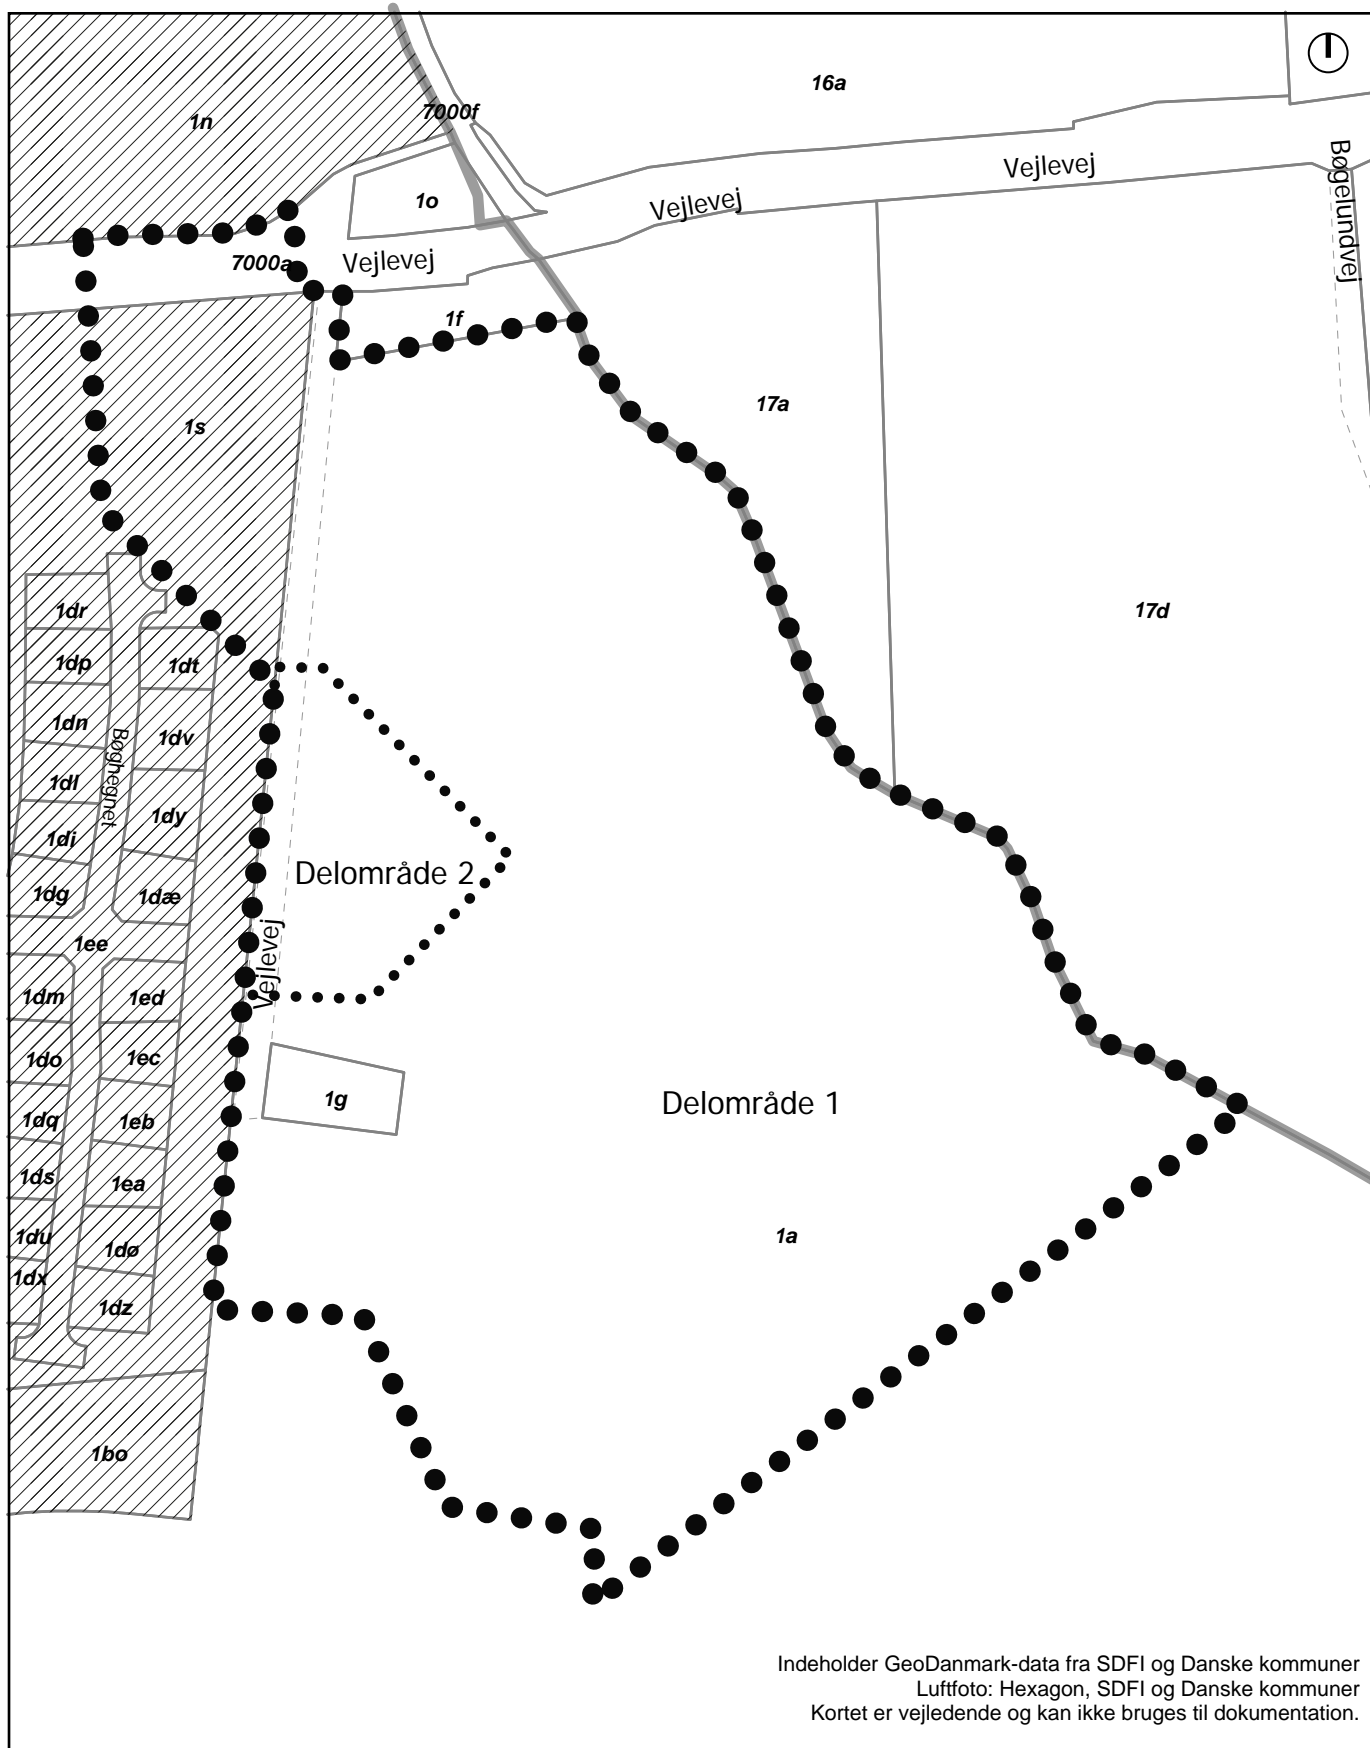 16a
7000f
1n
Vejlevej
Bøgelundvej
1o
Vejlevej
7000a
Vejlevej
1f
17a
1s
17d
1dr
1dp
1dt
1dn
1dv
Bøghegnet
1dl
1dy
1di
Delområde 2
1dg
1dæ
1ee
Vejlevej
1dm
1ed
1do
1ec
1g
Delområde 1
1dq
1eb
1ds
1ea
1du
1dø
1a
1dx
1dz
1bo
Indeholder GeoDanmark-data fra SDFI og Danske kommuner
Luftfoto: Hexagon, SDFI og Danske kommuner
Kortet er vejledende og kan ikke bruges til dokumentation.